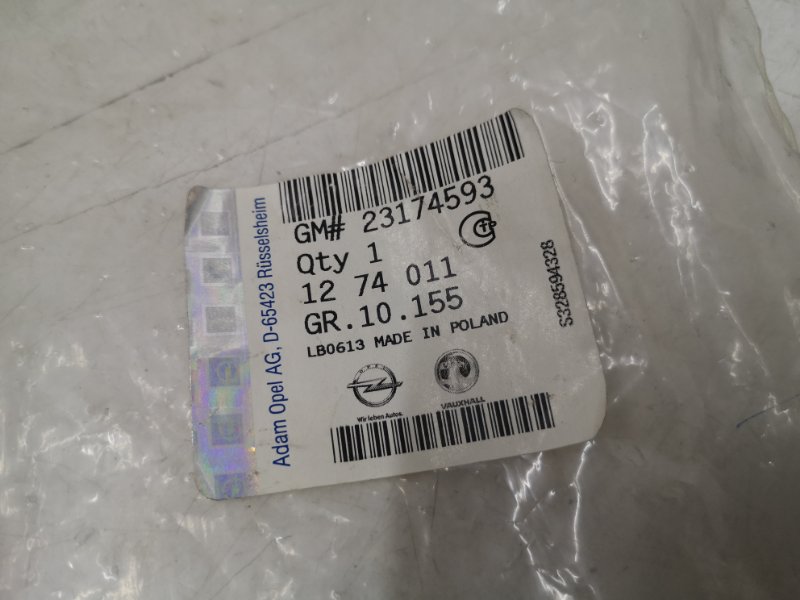 Adam Opel AG, D-65423 Rüsselsheim
GM# 23174593
Qty 1
12 74 011
GR.10.155
LB0613 MADE IN POLAND
OPEL
Wir leben Autos.
VAUXHALL
S328594328